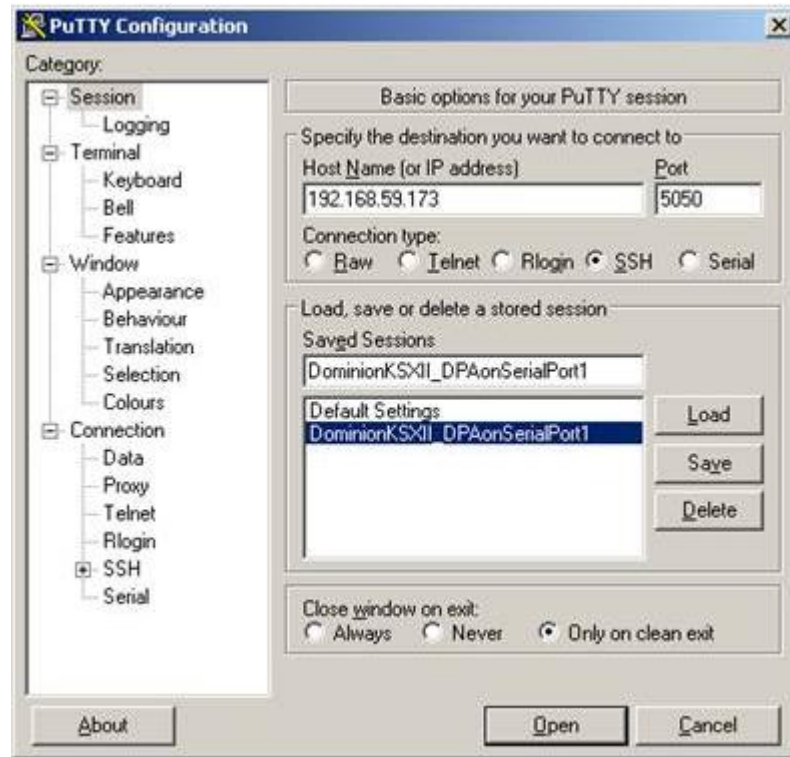 PuTTY Configuration
Category:
Session
Logging
Terminal
Keyboard
Bell
Features
Window
Appearance
Behaviour
Translation
Selection
Colours
Connection
Data
Proxy
Telnet
Rlogin
SSH
Serial
Basic options for your PuTTY session
Specify the destination you want to connect to
Host Name (or IP address) Port
192.168.59.173 5050
Connection type:
Raw Telnet Rlogin SSH Serial
Load, save or delete a stored session
Saved Sessions
DominionKSXII_DPAonSerialPort1
Default Settings
DominionKSXII_DPAonSerialPort1
Load
Save
Delete
Close window on exit:
Always Never Only on clean exit
About Open Cancel